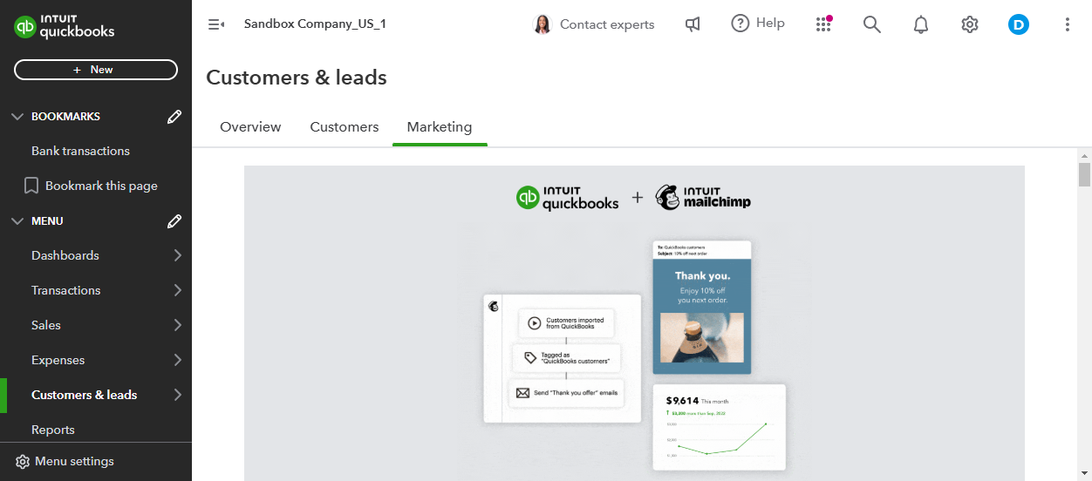 INTUIT
quickbooks
+ New
BOOKMARKS
Bank transactions
Bookmark this page
MENU
Dashboards
Transactions
Sales
Expenses
Customers & leads
Reports
Menu settings
Sandbox Company_US_1
Contact experts
Help
D
Customers & leads
Overview
Customers
Marketing
qb INTUIT quickbooks + INTUIT mailchimp
To: QuickBooks customers
Subject: 10% off next order
Thank you.
Enjoy 10% off
you next order.
Customers imported
from QuickBooks
Tagged as
"QuickBooks customers"
Send "Thank you offer" emails
$9,614 This month